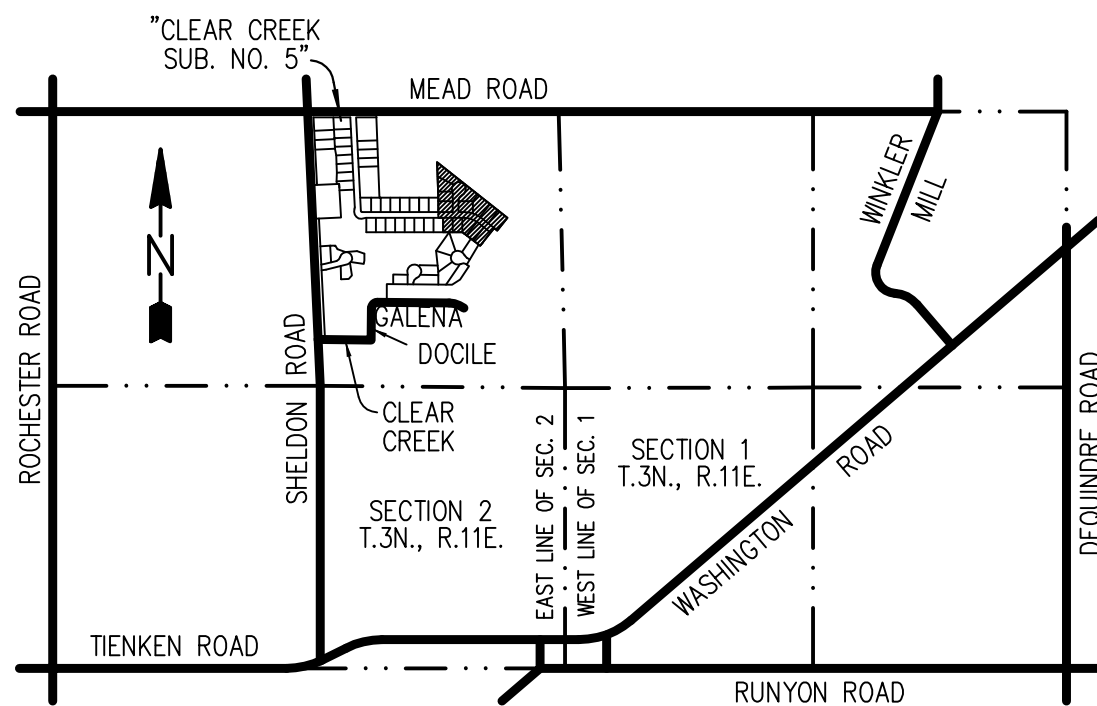 "CLEAR CREEK
SUB. NO. 5"
MEAD ROAD
WINKLER
MILL
N
ROCHESTER ROAD
SHELDON ROAD
GALENA
DOCILE
CLEAR
CREEK
SECTION 2
T.3N., R.11E.
EAST LINE OF SEC. 2
WEST LINE OF SEC. 1
SECTION 1
T.3N., R.11E.
WASHINGTON ROAD
DEQUINDRE ROAD
TIENKEN ROAD
RUNYON ROAD